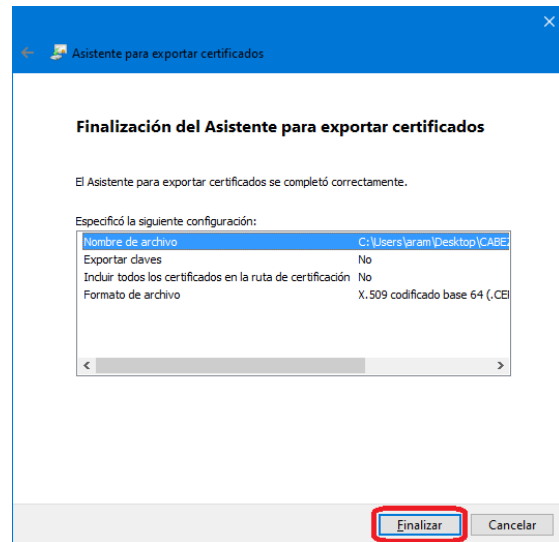 Asistente para exportar certificados
Finalización del Asistente para exportar certificados
El Asistente para exportar certificados se completó correctamente.
Especificó la siguiente configuración:
Nombre de archivo C:\Users\aram\Desktop\CABEZ
Exportar claves No
Incluir todos los certificados en la ruta de certificación No
Formato de archivo X.509 codificado base 64 (.CER
Finalizar Cancelar